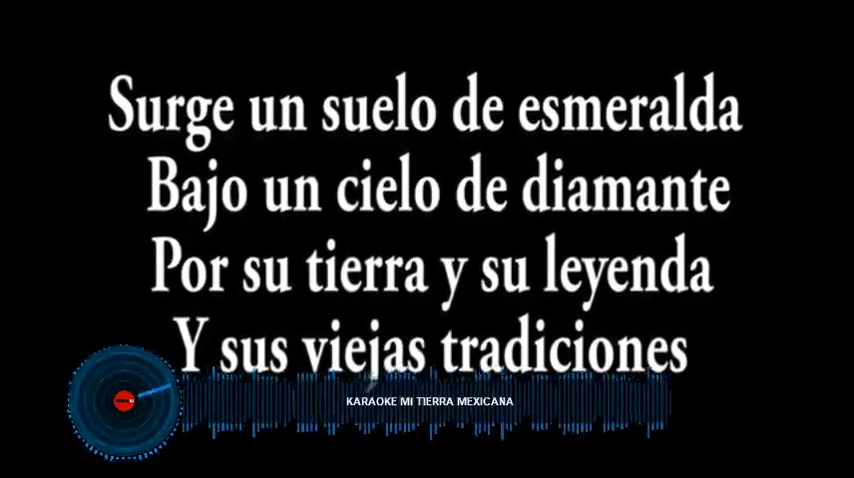 Surge un suelo de esmeralda
Bajo un cielo de diamante
Por su tierra y su leyenda
Y sus viejas tradiciones
KARAOKE MI TIERRA MEXICANA